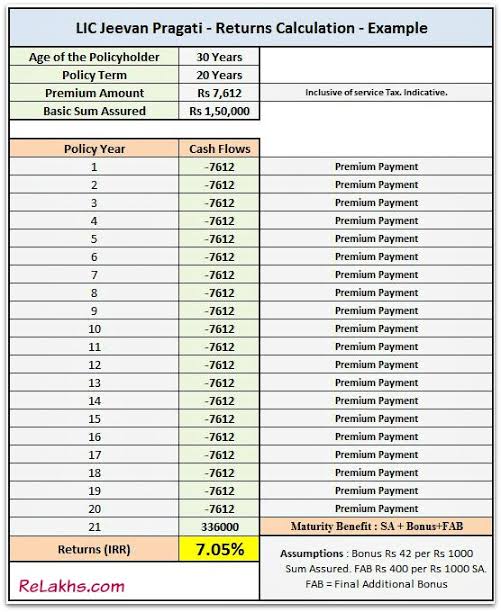 LIC Jeevan Pragati - Returns Calculation - Example
Age of the Policyholder 30 Years
Policy Term 20 Years
Premium Amount Rs 7,612 Inclusive of service Tax. Indicative.
Basic Sum Assured Rs 1,50,000
Policy Year Cash Flows
1 -7612 Premium Payment
2 -7612 Premium Payment
3 -7612 Premium Payment
4 -7612 Premium Payment
5 -7612 Premium Payment
6 -7612 Premium Payment
7 -7612 Premium Payment
8 -7612 Premium Payment
9 -7612 Premium Payment
10 -7612 Premium Payment
11 -7612 Premium Payment
12 -7612 Premium Payment
13 -7612 Premium Payment
14 -7612 Premium Payment
15 -7612 Premium Payment
16 -7612 Premium Payment
17 -7612 Premium Payment
18 -7612 Premium Payment
19 -7612 Premium Payment
20 -7612 Premium Payment
21 336000 Maturity Benefit : SA + Bonus+FAB
Returns (IRR) 7.05%
Assumptions : Bonus Rs 42 per Rs 1000
Sum Assured. FAB Rs 400 per Rs 1000 SA.
FAB = Final Additional Bonus
ReLakhs.com